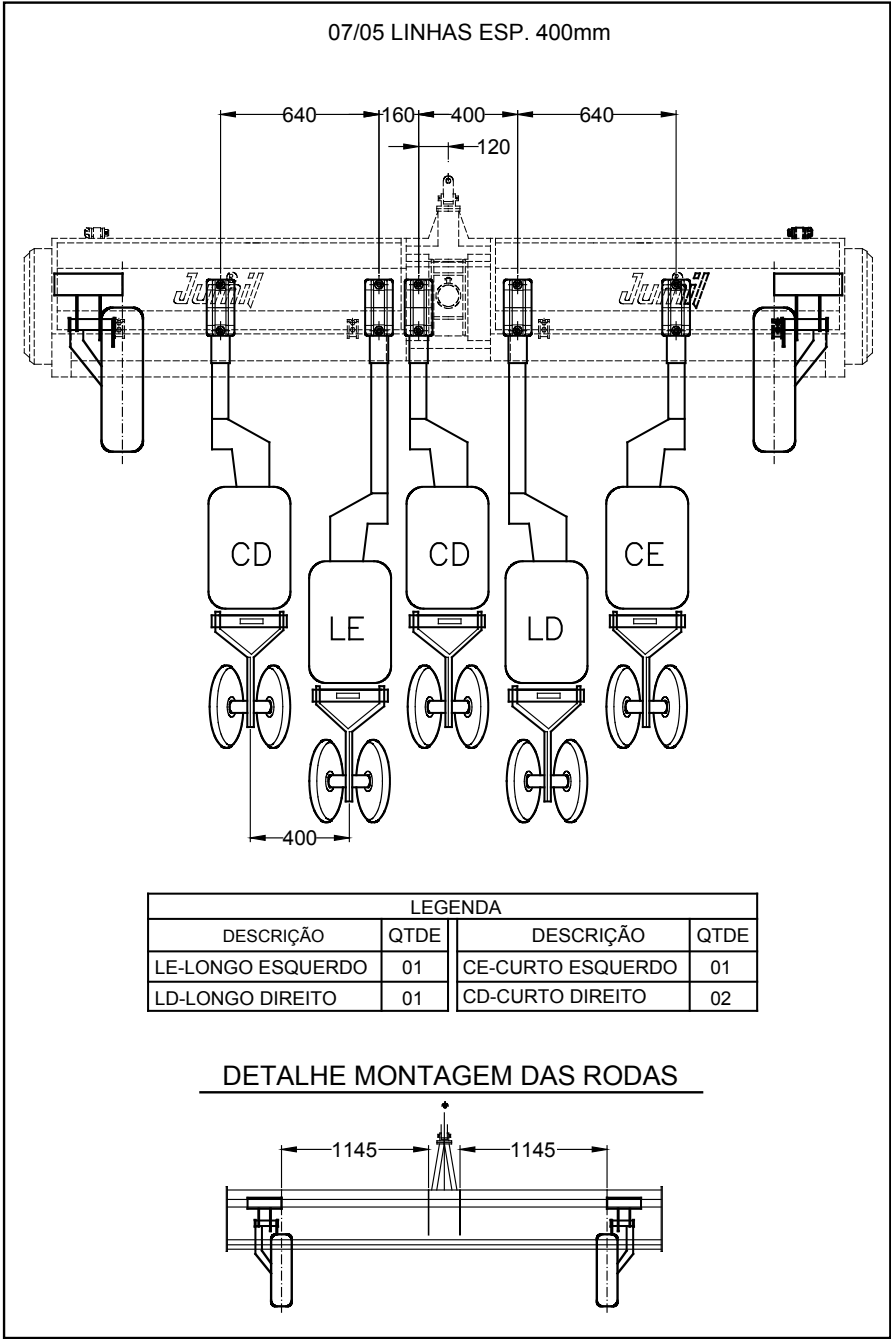 07/05 LINHAS ESP. 400mm
640 160 400 640
120
Jumil Jumil
CD CD CE
LE LD
400
LEGENDA
DESCRIÇÃO QTDE DESCRIÇÃO QTDE
LE-LONGO ESQUERDO 01 CE-CURTO ESQUERDO 01
LD-LONGO DIREITO 01 CD-CURTO DIREITO 02
DETALHE MONTAGEM DAS RODAS
1145 1145